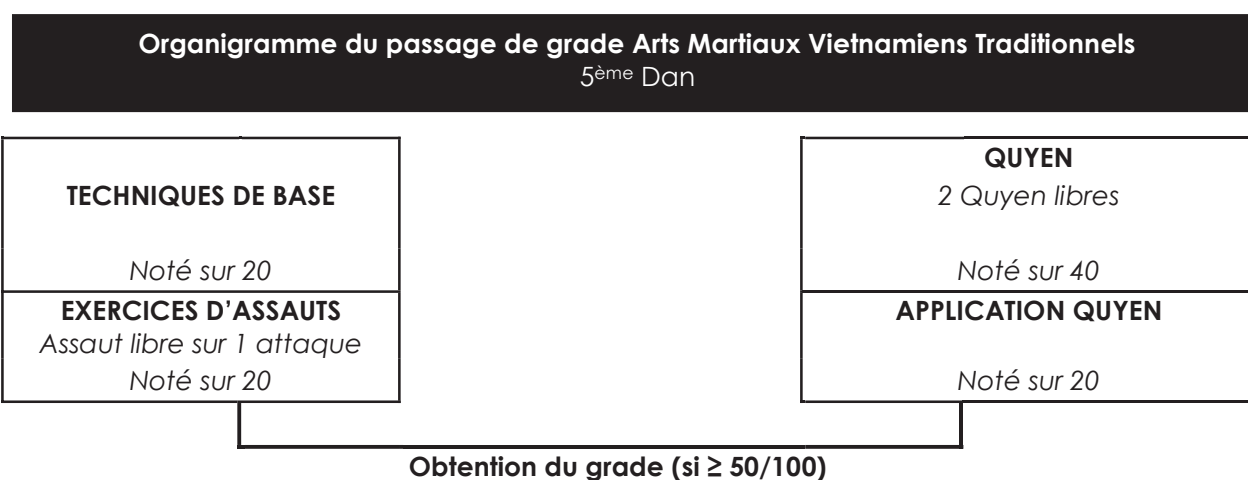 Organigramme du passage de grade Arts Martiaux Vietnamiens Traditionnels
5ème Dan
TECHNIQUES DE BASE
Noté sur 20
EXERCICES D’ASSAUTS
Assaut libre sur 1 attaque
Noté sur 20
QUYEN
2 Quyen libres
Noté sur 40
APPLICATION QUYEN
Noté sur 20
Obtention du grade (si ≥ 50/100)